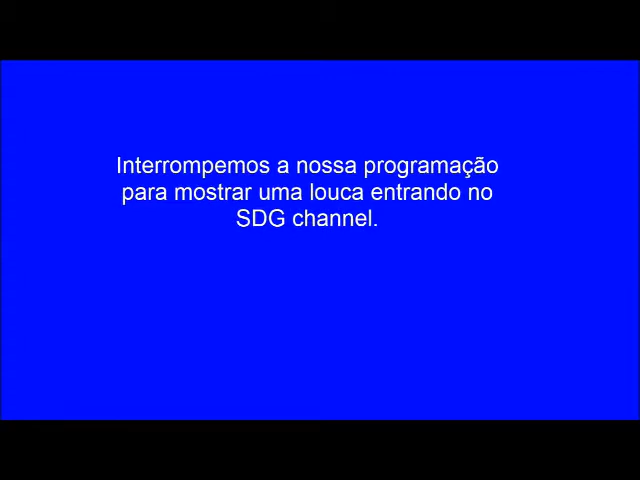 Interrompemos a nossa programação
para mostrar uma louca entrando no
SDG channel.